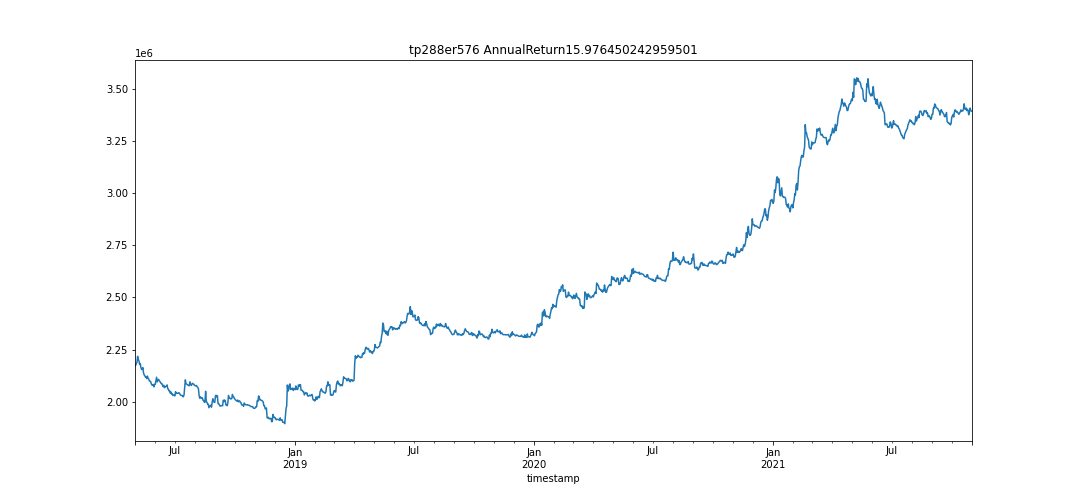 tp288er576 AnnualReturn15.976450242959501
1e6
3.50
3.25
3.00
2.75
2.50
2.25
2.00
Jul
Jan
2019
Jul
Jan
2020
Jul
Jan
2021
Jul
timestamp